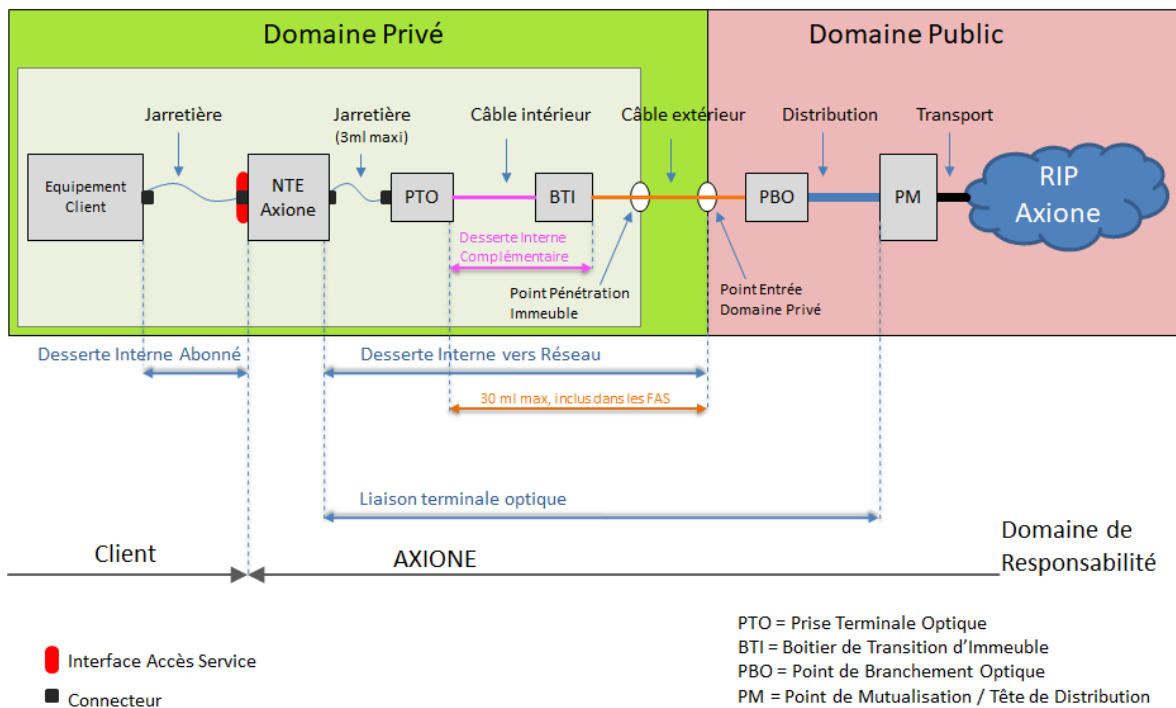 Domaine Privé
Domaine Public
Jarretière
Jarretière
(3ml maxi)
Câble intérieur
Câble extérieur
Distribution
Transport
Equipement
Client
NTE
Axione
PTO
BTI
PBO
PM
RIP
Axione
Desserte Interne
Complémentaire
Point Pénétration
Immeuble
Point Entrée
Domaine Privé
Desserte Interne Abonné
Desserte Interne vers Réseau
30 ml max, inclus dans les FAS
Liaison terminale optique
Client
AXIONE
Domaine de
Responsabilité
Interface Accès Service
Connecteur
PTO = Prise Terminale Optique
BTI = Boitier de Transition d'Immeuble
PBO = Point de Branchement Optique
PM = Point de Mutualisation / Tête de Distribution